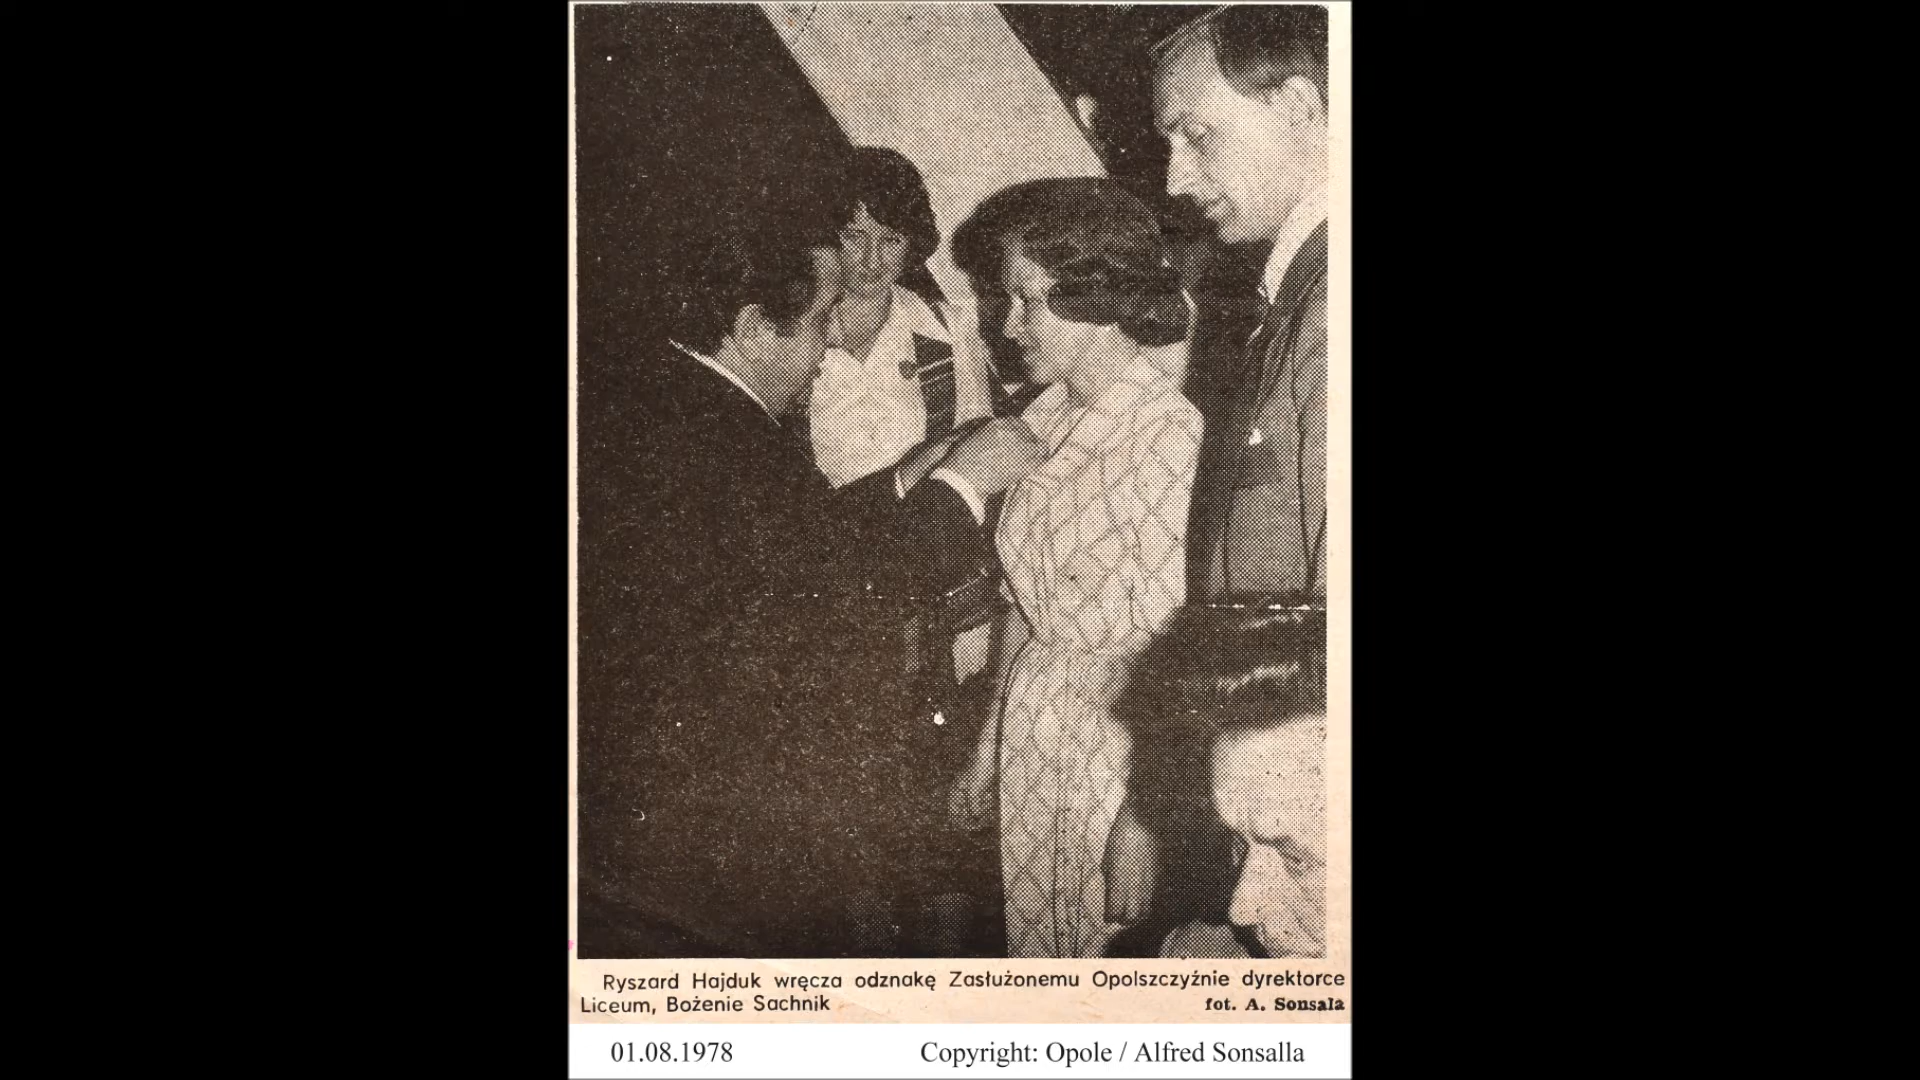 Ryszard Hajduk wręcza odznakę Zasłużonemu Opolszczyźnie dyrektorce
Liceum, Bożenie Sachnik fot. A. Sonsala
01.08.1978 Copyright: Opole / Alfred Sonsalla